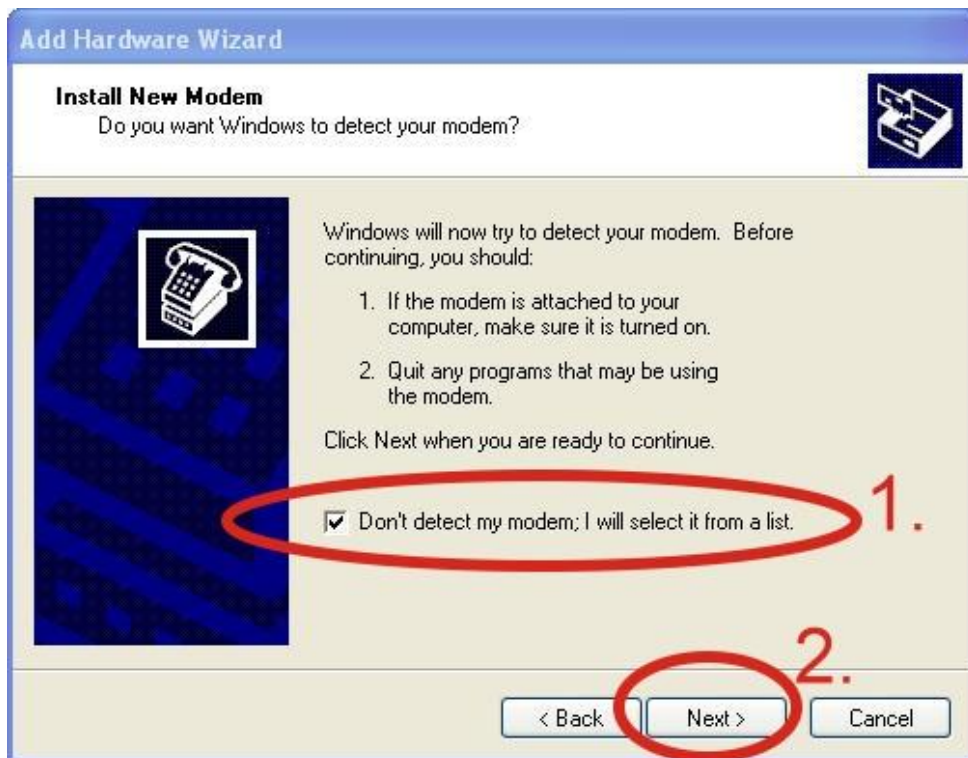 Add Hardware Wizard
Install New Modem
Do you want Windows to detect your modem?
Windows will now try to detect your modem. Before
continuing, you should:
1. If the modem is attached to your
computer, make sure it is turned on.
2. Quit any programs that may be using
the modem.
Click Next when you are ready to continue.
Don't detect my modem; I will select it from a list.
1.
2.
< Back
Next >
Cancel